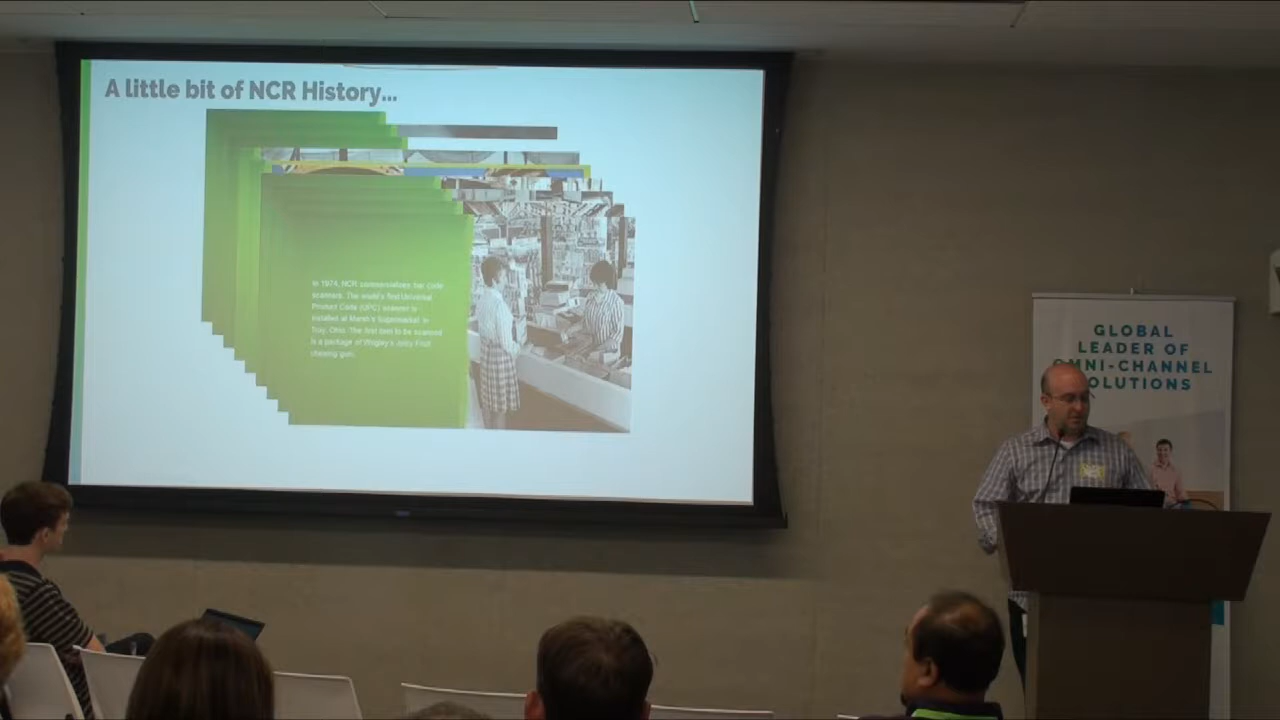 A little bit of NCR History...
In 1974, NCR commercializes bar code
scanners. The world's first Universal
Product Code (UPC) scanner is
installed at Marsh's Supermarket in
Troy, Ohio. The first item to be scanned
is a package of Wrigley's Juicy Fruit
chewing gum.
GLOBAL
LEADER OF
OMNI-CHANNEL
SOLUTIONS